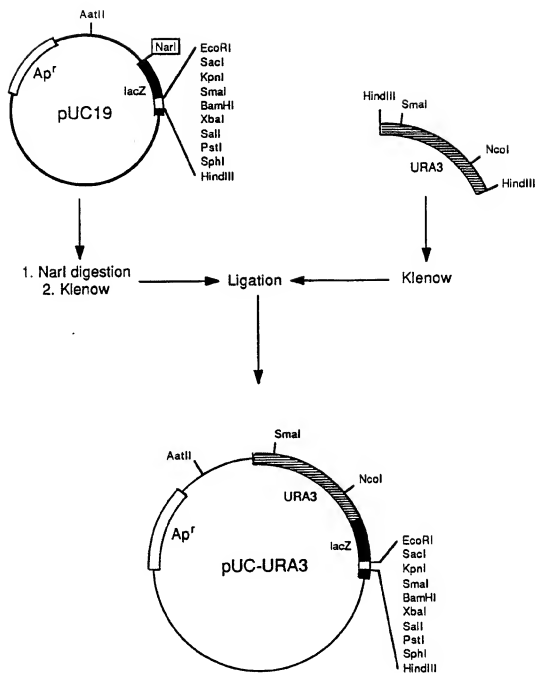 AatII
NarI
Ap^r
lacZ
pUC19
EcoRI
SacI
KpnI
SmaI
BamHI
XbaI
SalI
PstI
SphI
HindIII
HindIII
SmaI
NcoI
URA3
HindIII
1. NarI digestion
2. Klenow
Ligation
Klenow
AatII
SmaI
NcoI
URA3
Ap^r
lacZ
pUC-URA3
EcoRI
SacI
KpnI
SmaI
BamHI
XbaI
SalI
PstI
SphI
HindIII